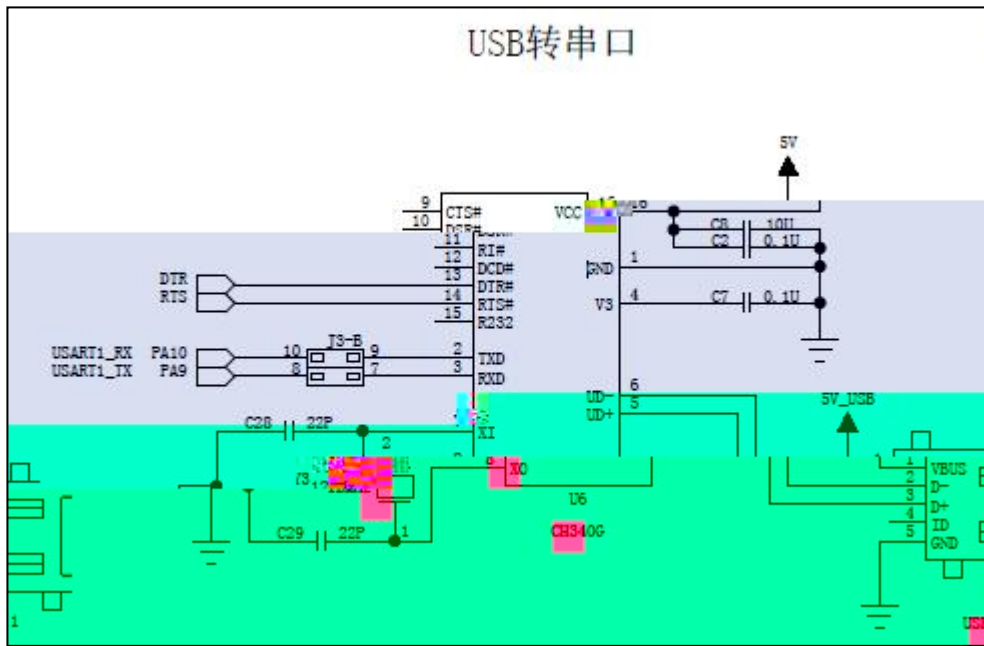 USB转串口
5V
9 CTS# VCC
10 DSR# C8 10U
11 RI# C2 0.1U
12 DCD# GND 1
DTR 13 DTR#
RTS 14 RTS# V3 4 C7 0.1U
15 R232
J3-B
USART1_RX PA10 10 9 2 TXD
USART1_TX PA9 8 7 3 RXD
UD- 6
UD+ 5 5V_USB
C28 22P XI
2
XO 1 VBUS
2 D-
U6 3 D+
4 ID
C29 22P 1 CH340G 5 GND
1